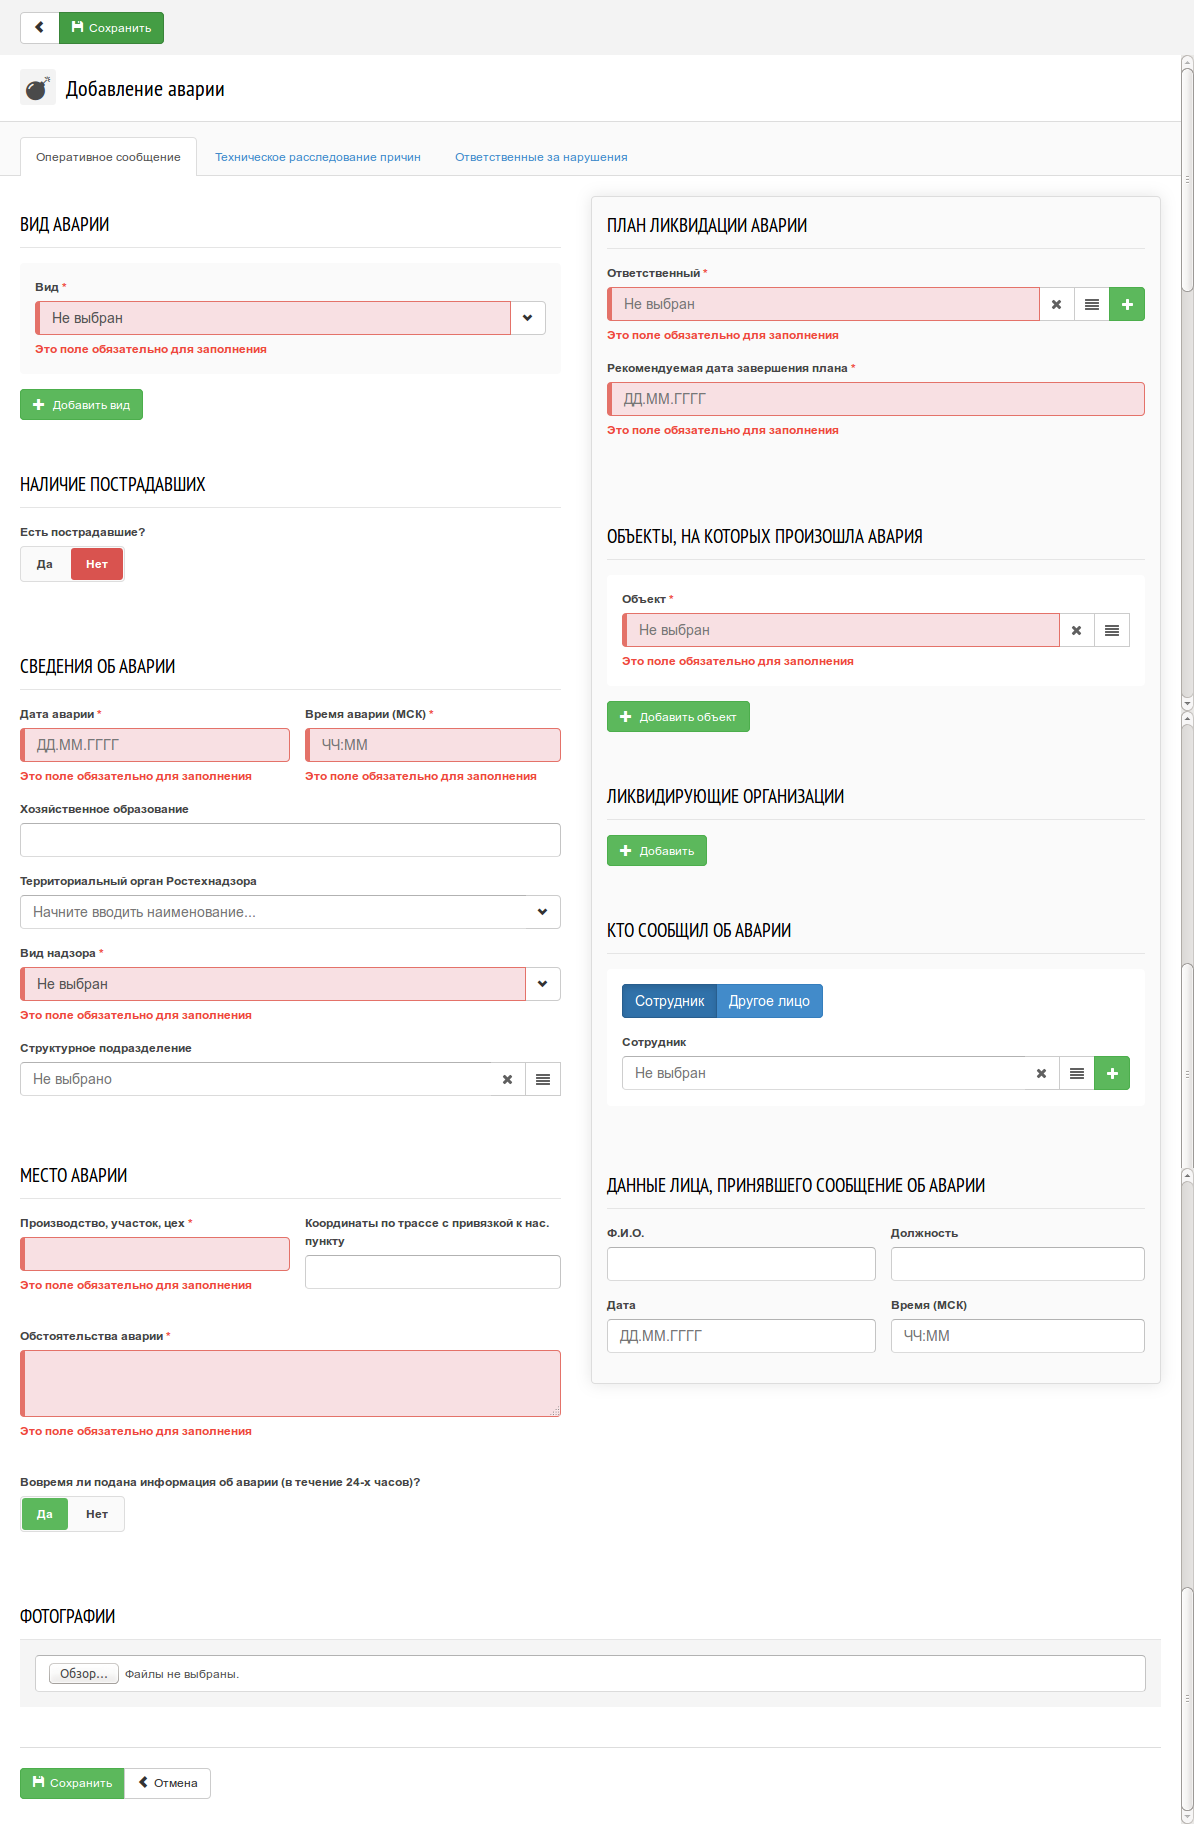 Сохранить
Добавление аварии
Оперативное сообщение
Техническое расследование причин
Ответственные за нарушения
ВИД АВАРИИ
Вид *
Не выбран
Это поле обязательно для заполнения
Добавить вид
НАЛИЧИЕ ПОСТРАДАВШИХ
Есть пострадавшие?
Да Нет
СВЕДЕНИЯ ОБ АВАРИИ
Дата аварии * Время аварии (МСК) *
ДД.ММ.ГГГГ ЧЧ:ММ
Это поле обязательно для заполнения Это поле обязательно для заполнения
Хозяйственное образование
Территориальный орган Ростехнадзора
Начните вводить наименование...
Вид надзора *
Не выбран
Это поле обязательно для заполнения
Структурное подразделение
Не выбрано
МЕСТО АВАРИИ
Производство, участок, цех *
Это поле обязательно для заполнения
Координаты по трассе с привязкой к нас.
пункту
Обстоятельства аварии *
Это поле обязательно для заполнения
Вовремя ли подана информация об аварии (в течение 24-х часов)?
Да Нет
ПЛАН ЛИКВИДАЦИИ АВАРИИ
Ответственный *
Не выбран
Это поле обязательно для заполнения
Рекомендуемая дата завершения плана *
ДД.ММ.ГГГГ
Это поле обязательно для заполнения
ОБЪЕКТЫ, НА КОТОРЫХ ПРОИЗОШЛА АВАРИЯ
Объект *
Не выбран
Это поле обязательно для заполнения
Добавить объект
ЛИКВИДИРУЮЩИЕ ОРГАНИЗАЦИИ
Добавить
КТО СООБЩИЛ ОБ АВАРИИ
Сотрудник Другое лицо
Сотрудник
Не выбран
ДАННЫЕ ЛИЦА, ПРИНЯВШЕГО СООБЩЕНИЕ ОБ АВАРИИ
Ф.И.О. Должность
Дата Время (МСК)
ДД.ММ.ГГГГ ЧЧ:ММ
ФОТОГРАФИИ
Обзор... Файлы не выбраны.
Сохранить Отмена